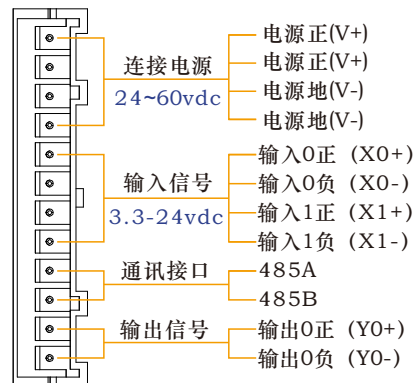 连接电源
24~60vdc
电源正(V+)
电源正(V+)
电源地(V-)
电源地(V-)
输入信号
3.3-24vdc
输入0正 (X0+)
输入0负 (X0-)
输入1正 (X1+)
输入1负 (X1-)
通讯接口
485A
485B
输出信号
输出0正 (Y0+)
输出0负 (Y0-)